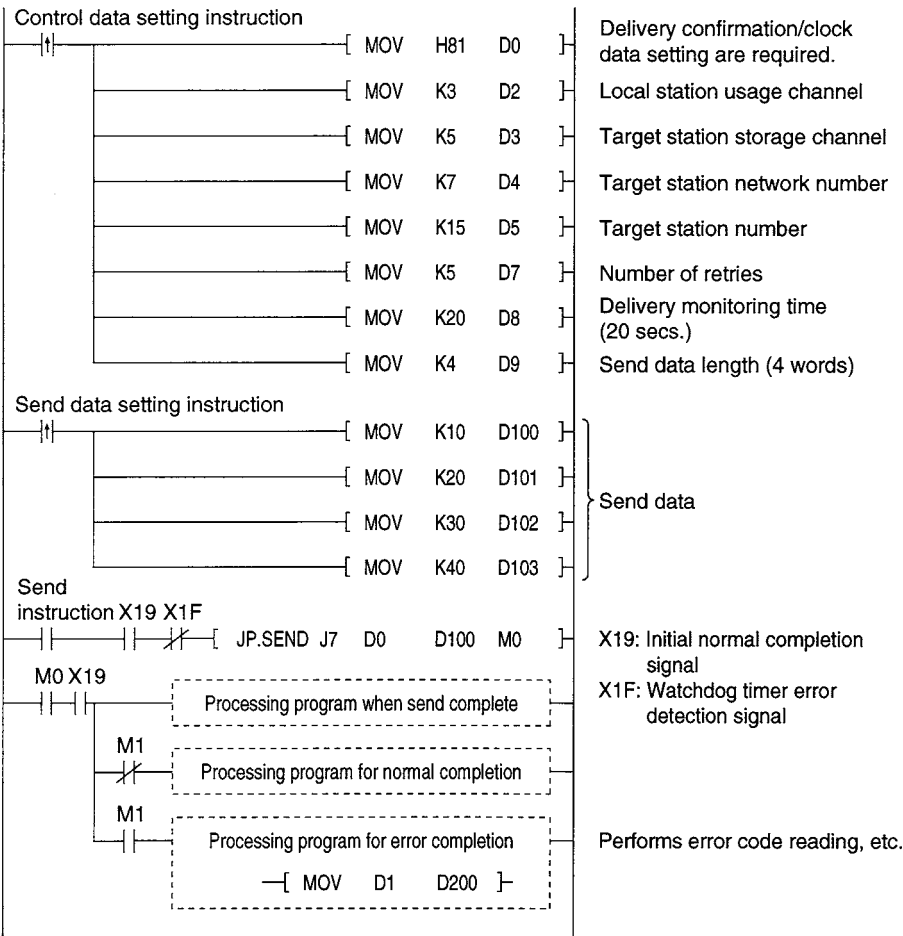 Control data setting instruction
MOV H81 D0
Delivery confirmation/clock
data setting are required.
MOV K3 D2 Local station usage channel
MOV K5 D3 Target station storage channel
MOV K7 D4 Target station network number
MOV K15 D5 Target station number
MOV K5 D7 Number of retries
MOV K20 D8
Delivery monitoring time
(20 secs.)
MOV K4 D9 Send data length (4 words)
Send data setting instruction
MOV K10 D100
MOV K20 D101
Send data
MOV K30 D102
MOV K40 D103
Send
instruction X19 X1F
JP.SEND J7 D0 D100 M0
X19: Initial normal completion
signal
X1F: Watchdog timer error
detection signal
M0 X19
Processing program when send complete
M1
Processing program for normal completion
M1
Processing program for error completion
Performs error code reading, etc.
MOV D1 D200